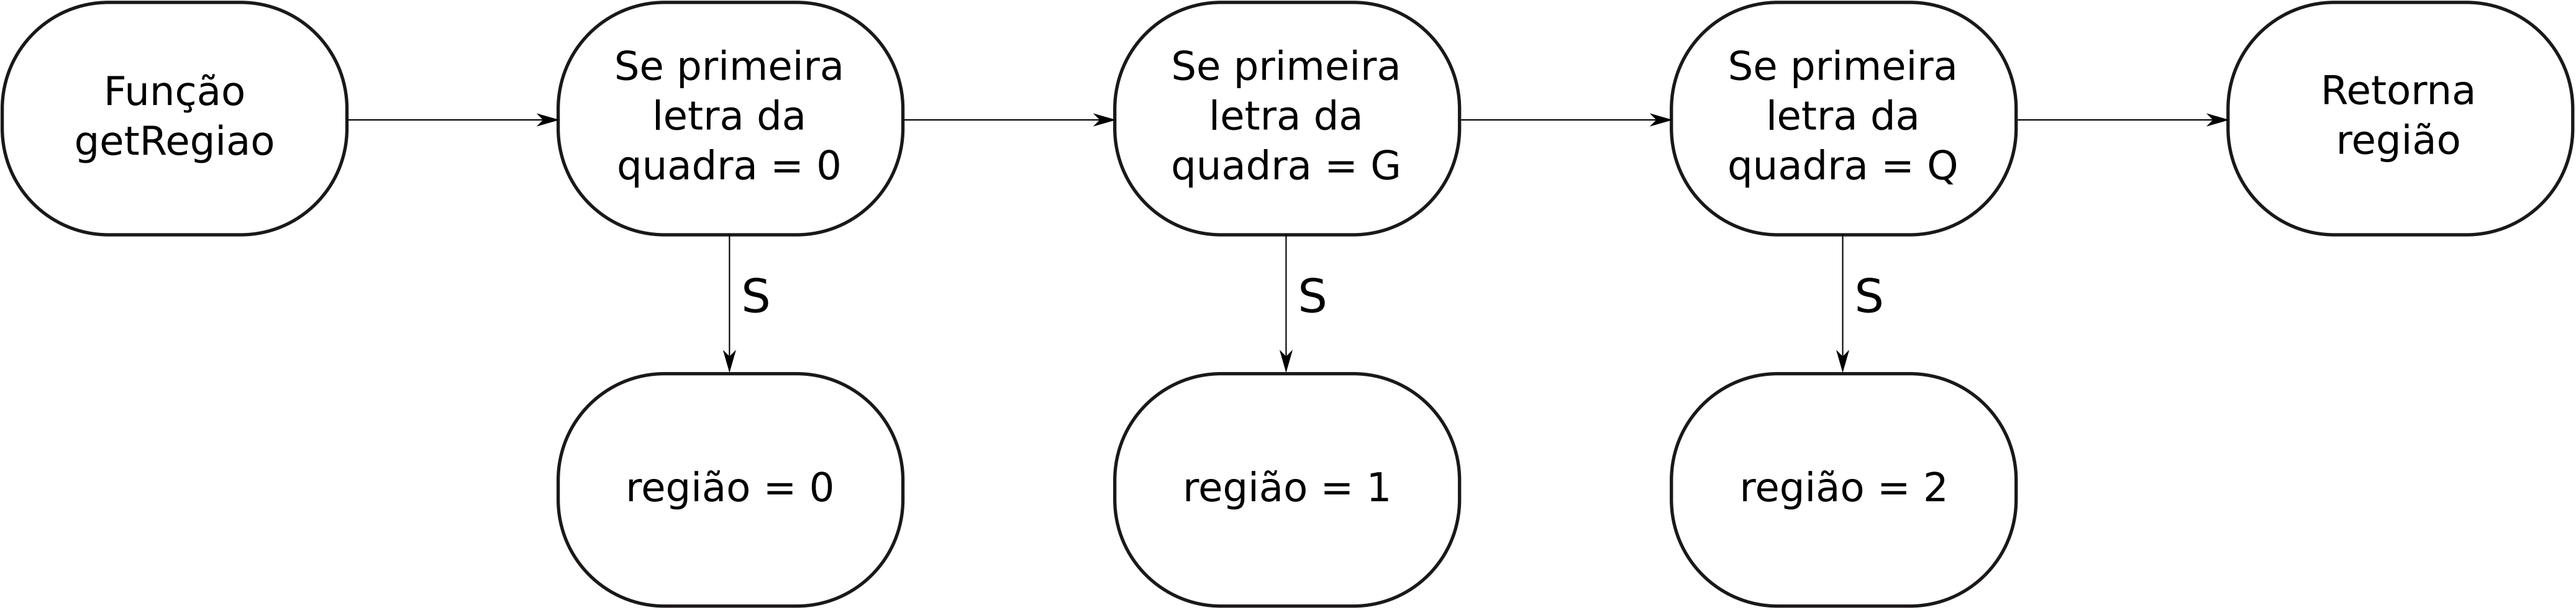 Função
getRegiao
Se primeira
letra da
quadra = 0
Se primeira
letra da
quadra = G
Se primeira
letra da
quadra = Q
Retorna
região
S
S
S
região = 0
região = 1
região = 2